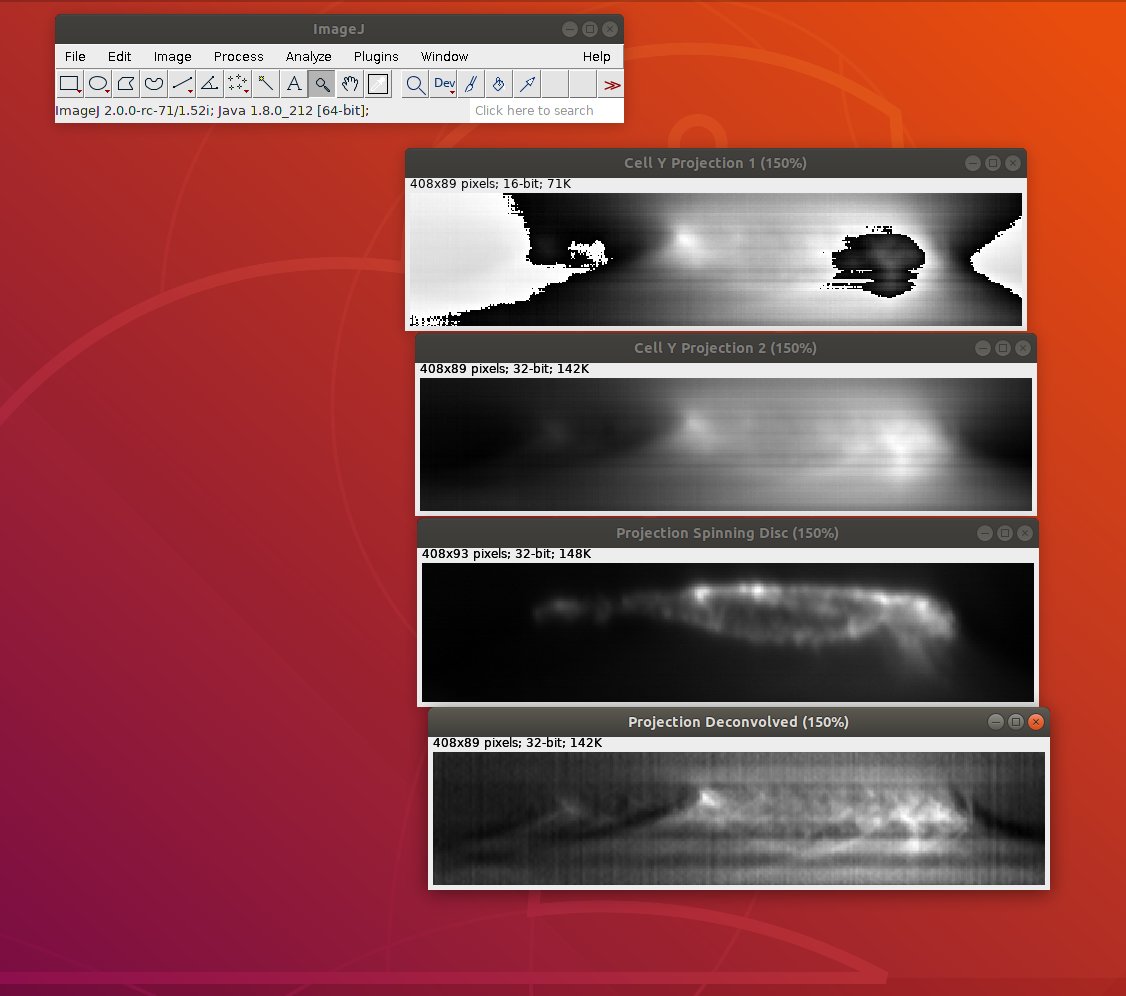 ImageJ
File Edit Image Process Analyze Plugins Window Help
A Dev
ImageJ 2.0.0-rc-71/1.52i; Java 1.8.0_212 [64-bit]; Click here to search
Cell Y Projection 1 (150%)
408x89 pixels; 16-bit; 71K
Cell Y Projection 2 (150%)
408x89 pixels; 32-bit; 142K
Projection Spinning Disc (150%)
408x93 pixels; 32-bit; 148K
Projection Deconvolved (150%)
408x89 pixels; 32-bit; 142K